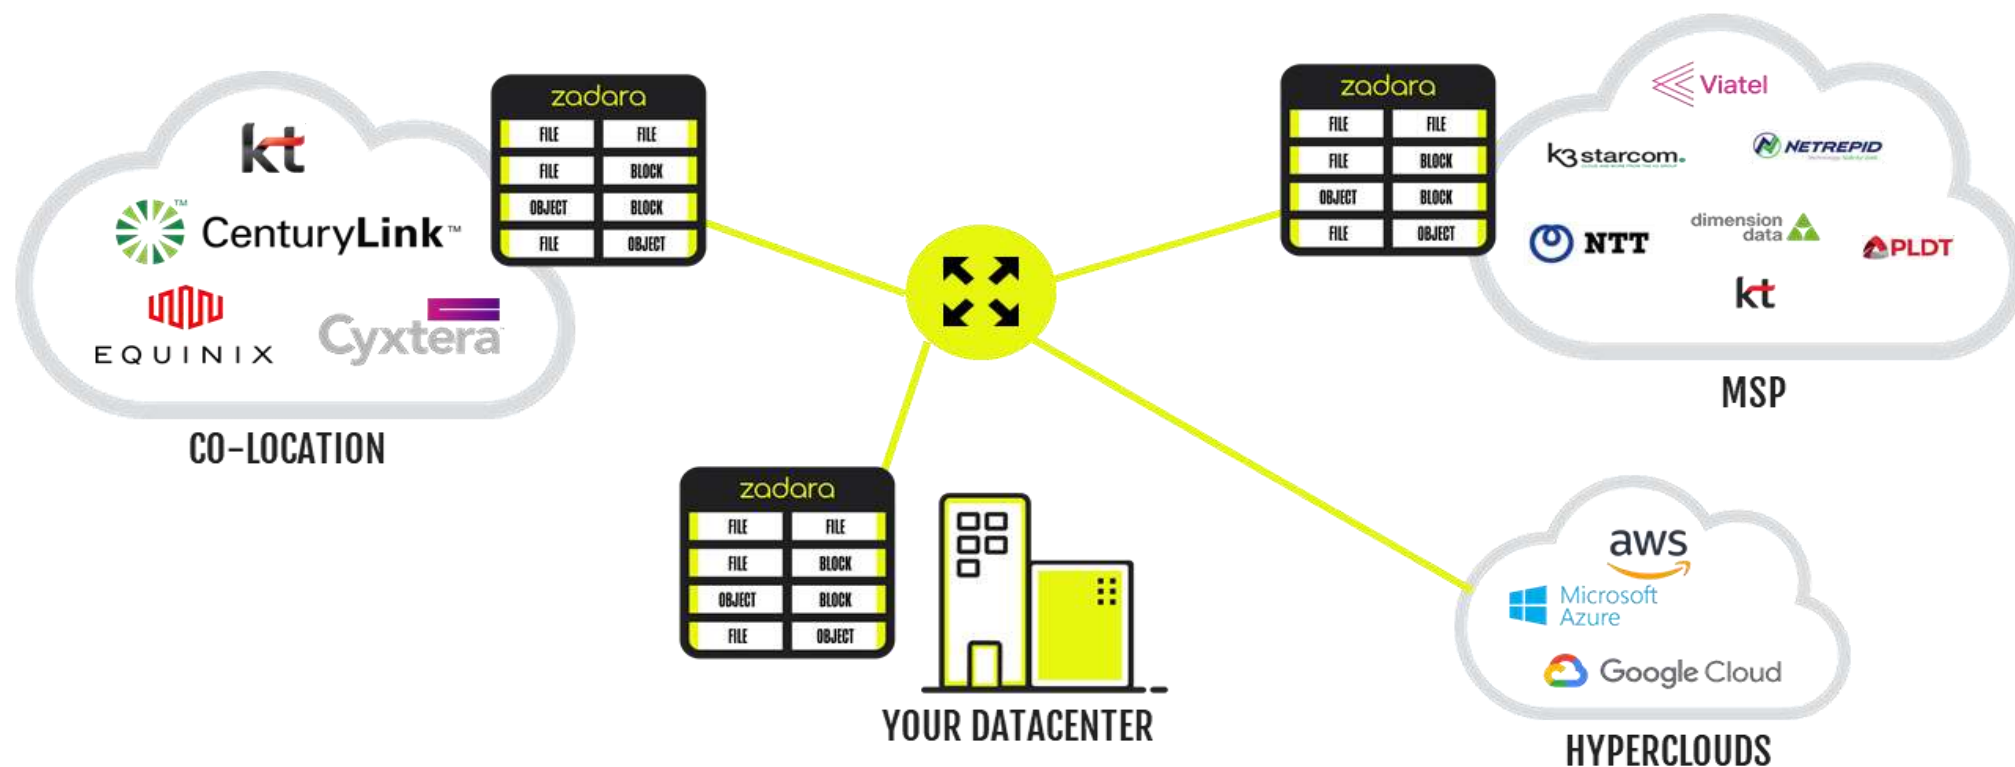 kt
CenturyLink™
EQUINIX
Cyxtera
CO-LOCATION
zadara
FILE FILE
FILE BLOCK
OBJECT BLOCK
FILE OBJECT
zadara
FILE FILE
FILE BLOCK
OBJECT BLOCK
FILE OBJECT
Viatel
k3 starcom.
NETREPID
NTT
dimension
data
PLDT
kt
MSP
zadara
FILE FILE
FILE BLOCK
OBJECT BLOCK
FILE OBJECT
YOUR DATACENTER
aws
Microsoft
Azure
Google Cloud
HYPERCLOUDS